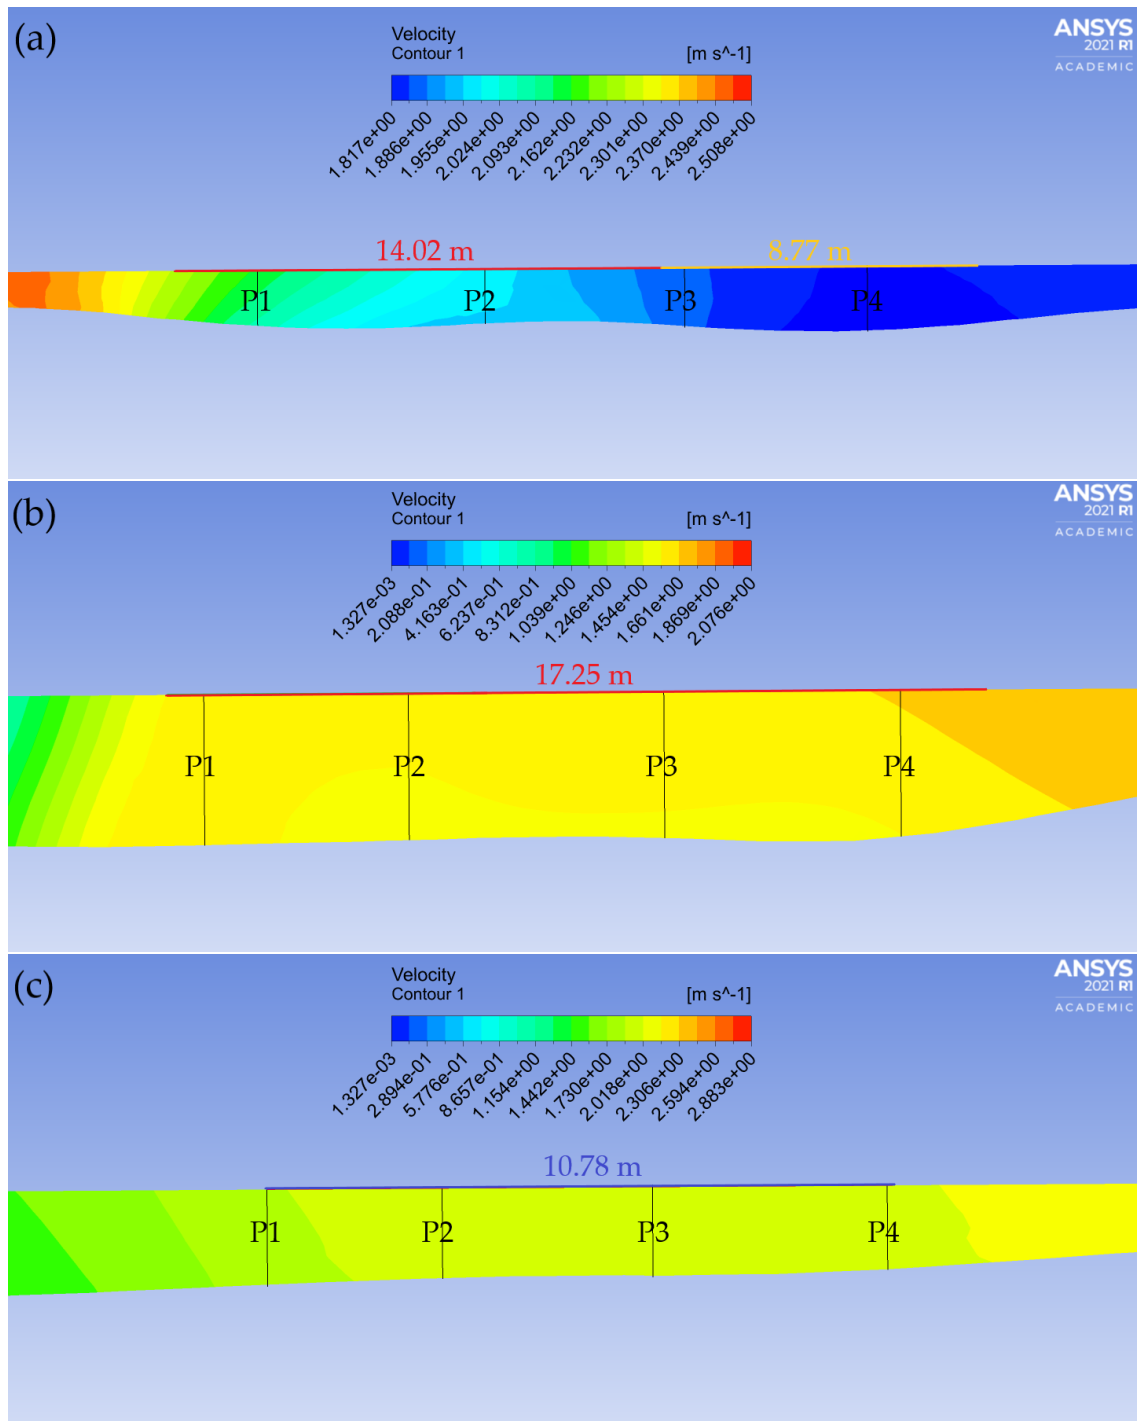 (a)
Velocity
Contour 1
[m s^-1]
ANSYS
2021 R1
ACADEMIC
1.817e+00
1.886e+00
1.955e+00
2.024e+00
2.093e+00
2.162e+00
2.232e+00
2.301e+00
2.370e+00
2.439e+00
2.508e+00
14.02 m
8.77 m
P1
P2
P3
P4
(b)
Velocity
Contour 1
[m s^-1]
ANSYS
2021 R1
ACADEMIC
1.327e-03
2.088e-01
4.163e-01
6.237e-01
8.312e-01
1.039e+00
1.246e+00
1.454e+00
1.661e+00
1.869e+00
2.076e+00
17.25 m
P1
P2
P3
P4
(c)
Velocity
Contour 1
[m s^-1]
ANSYS
2021 R1
ACADEMIC
1.327e-03
2.894e-01
5.776e-01
8.657e-01
1.154e+00
1.442e+00
1.730e+00
2.018e+00
2.306e+00
2.594e+00
2.883e+00
10.78 m
P1
P2
P3
P4